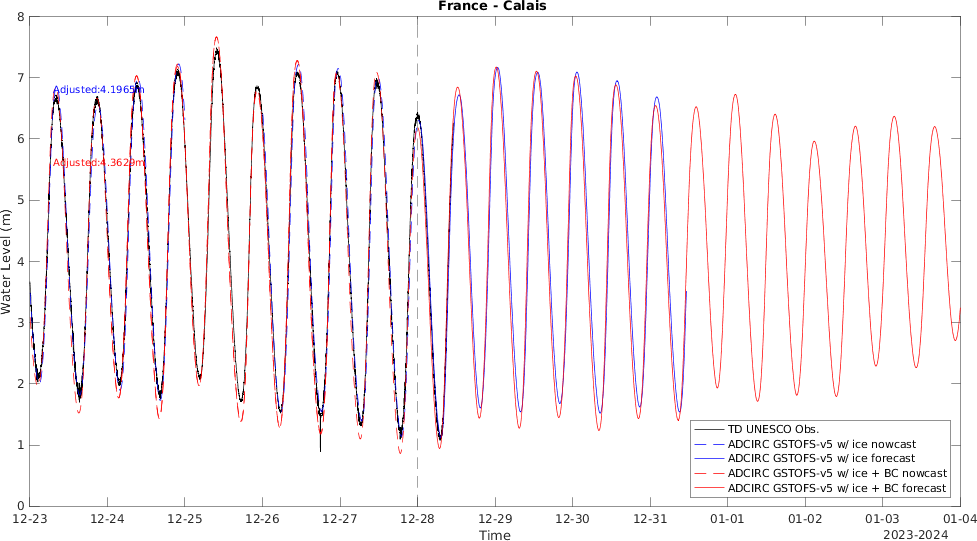 France - Calais
8
7
6
5
4
3
2
1
0
Water Level (m)
Adjusted:4.1965m
Adjusted:4.3629m
TD UNESCO Obs.
ADCIRC GSTOFS-v5 w/ ice nowcast
ADCIRC GSTOFS-v5 w/ ice forecast
ADCIRC GSTOFS-v5 w/ ice + BC nowcast
ADCIRC GSTOFS-v5 w/ ice + BC forecast
12-23 12-24 12-25 12-26 12-27 12-28 12-29 12-30 12-31 01-01 01-02 01-03 01-04
Time
2023-2024